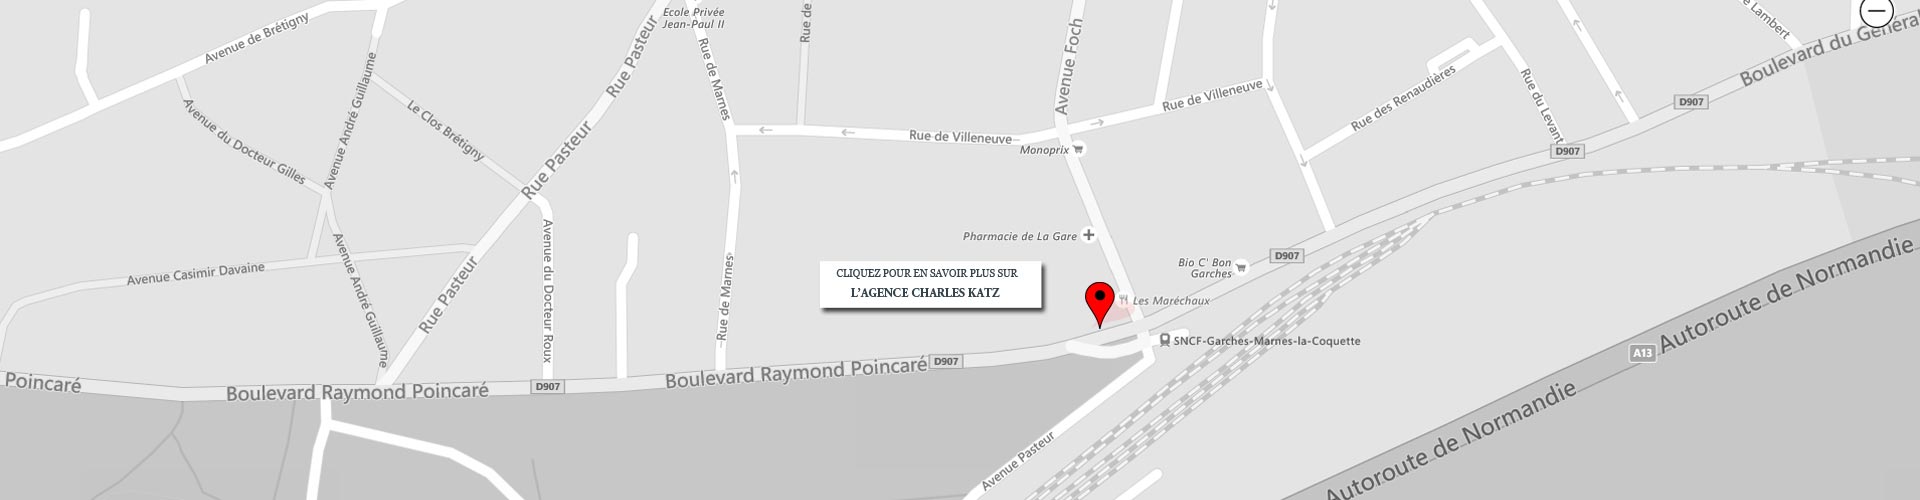 Ecole Privée
Jean-Paul II
Rue de
Avenue de Brétigny
Rue Pasteur
Rue de Marnes
Avenue Foch
Lambert
Boulevard du Général
Avenue André Guillaume
Le Clos Brétigny
Avenue du Docteur Gilles
Rue de Villeneuve
Rue des Renaudières
Rue du Levant
D907
Rue de Villeneuve
Monoprix
D907
Rue Pasteur
Pharmacie de La Gare
Bio C' Bon
Garches
D907
Avenue Casimir Davaine
Avenue André Guillaume
Rue Pasteur
Avenue du Docteur Roux
Rue de Marnes
CLIQUEZ POUR EN SAVOIR PLUS SUR
L'AGENCE CHARLES KATZ
Les Maréchaux
SNCF-Garches-Marnes-la-Coquette
Autoroute de Normandie
A13
Poincaré
Boulevard Raymond Poincaré
D907
Boulevard Raymond Poincaré
D907
Avenue Pasteur
Autoroute de Normandie